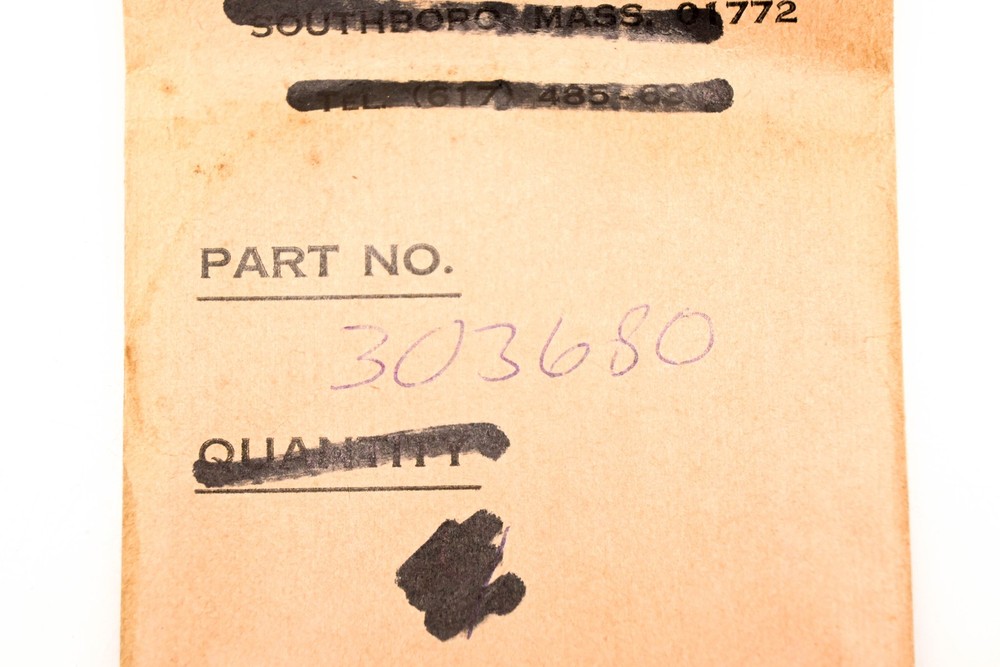 SOUTHBORO, MASS. 01772
TEL. (617) 485-63
PART NO.
303680
QUANTITY